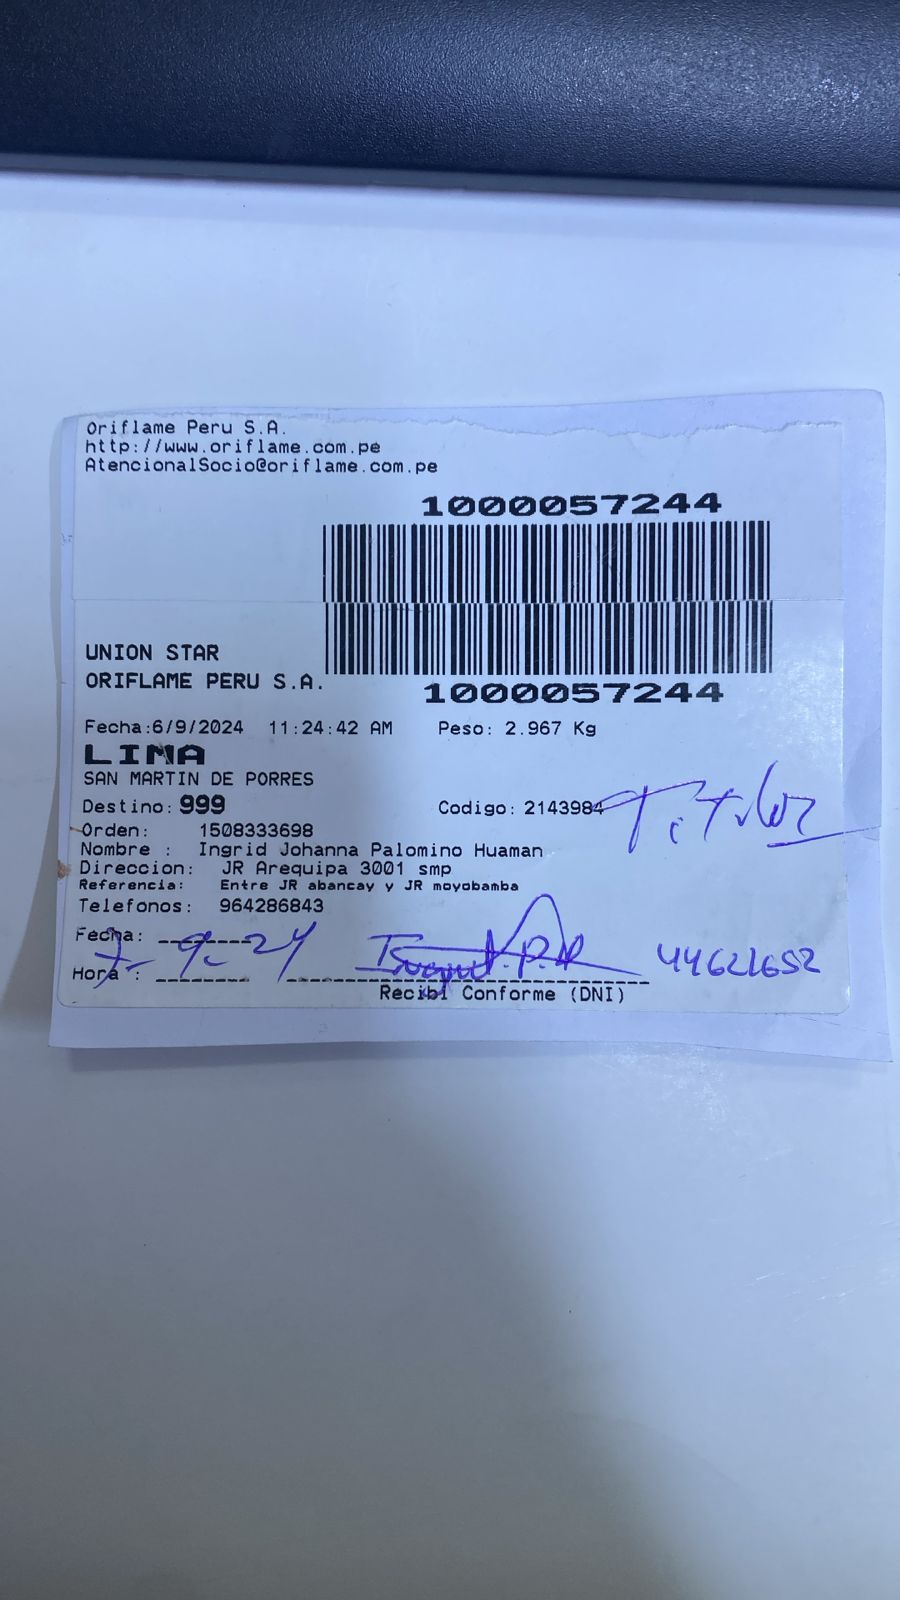 Oriflame Peru S.A.
http://www.oriflame.com.pe
AtencionalSocio@oriflame.com.pe
1000057244
UNION STAR
ORIFLAME PERU S.A.
1000057244
Fecha:6/9/2024 11:24:42 AM Peso: 2.967 Kg
LIMA
SAN MARTIN DE PORRES
Destino: 999 Codigo: 2143984 Titular
Orden: 1508333698
Nombre : Ingrid Johanna Palomino Huaman
Direccion: JR Arequipa 3001 smp
Referencia: Entre JR abancay y JR moyobamba
Telefonos: 964286843
Fecha: 7-9-24
Hora : 44621652
Recibi Conforme (DNI)